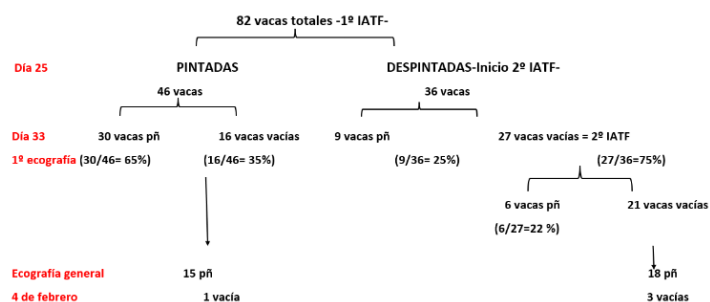 82 vacas totales -1º IATF-
Día 25 PINTADAS DESPINTADAS-Inicio 2º IATF-
46 vacas 36 vacas
Día 33 30 vacas pñ 16 vacas vacías 9 vacas pñ 27 vacas vacías = 2º IATF
1º ecografía (30/46= 65%) (16/46= 35%) (9/36= 25%) (27/36=75%)
6 vacas pñ 21 vacas vacías
(6/27=22 %)
Ecografía general 15 pñ 18 pñ
4 de febrero 1 vacía 3 vacías